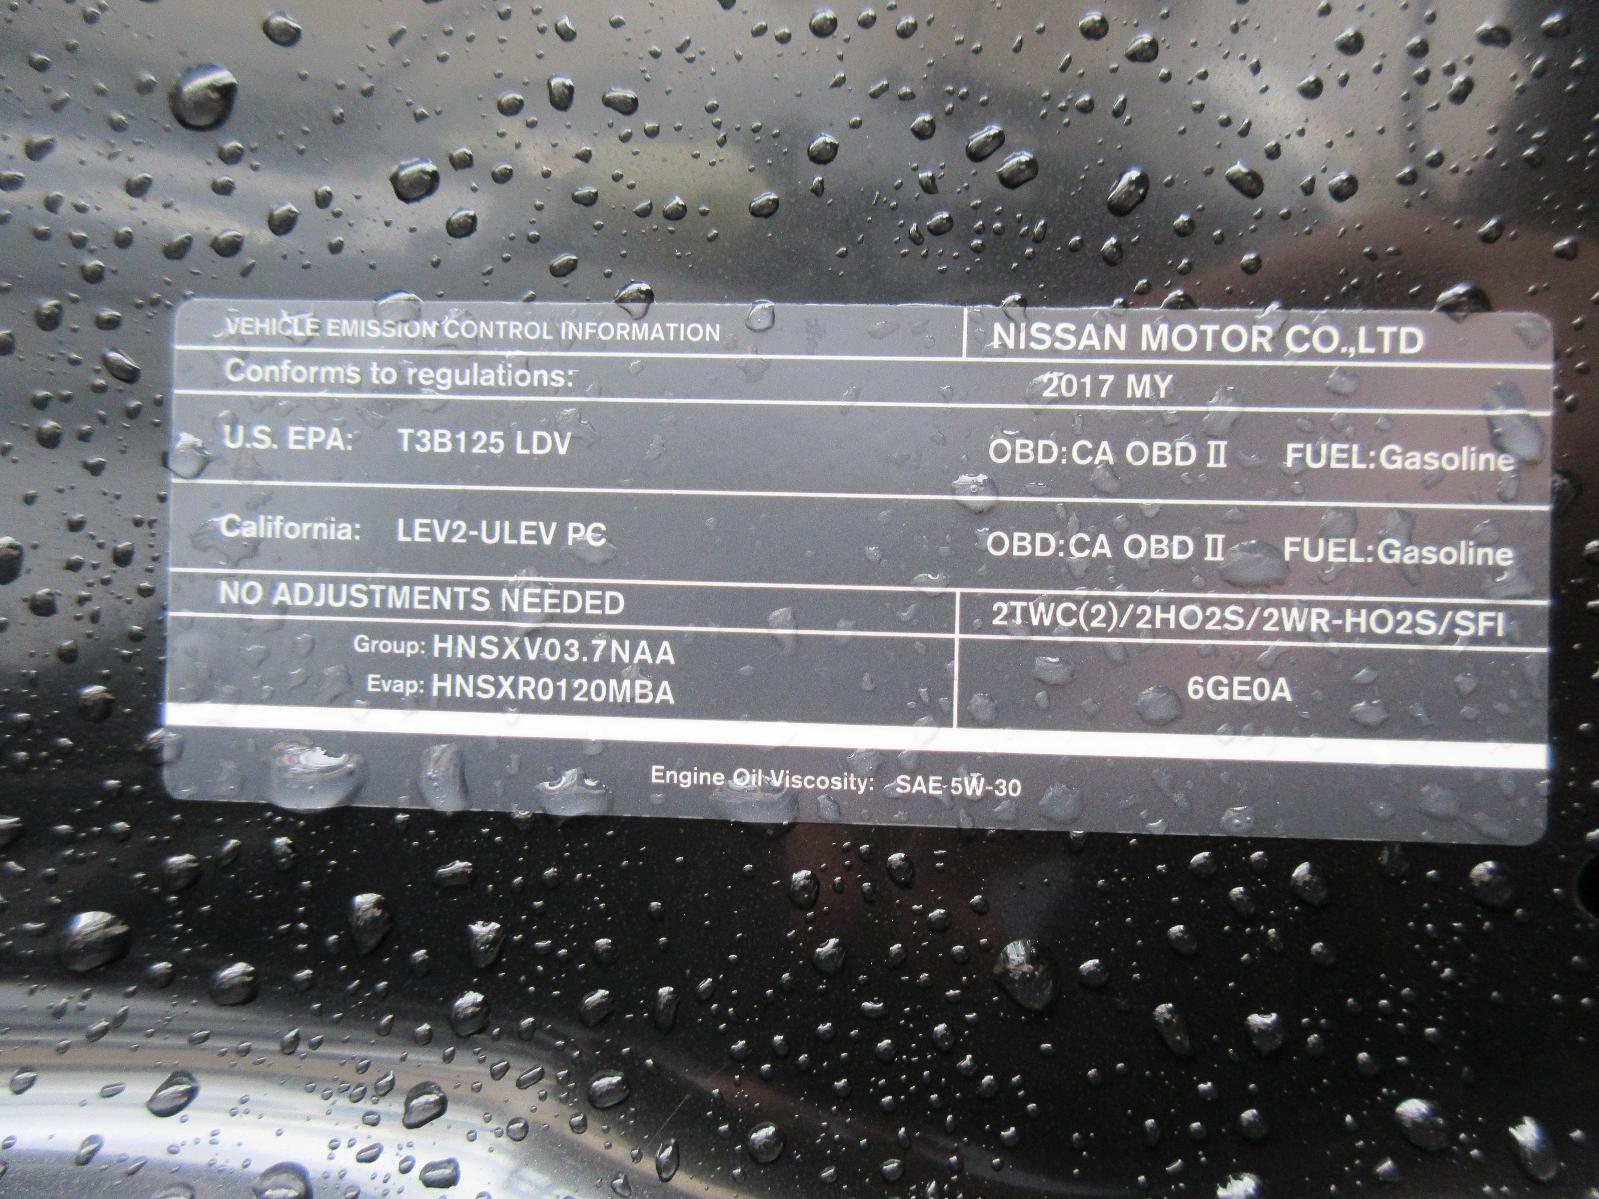 VEHICLE EMISSION CONTROL INFORMATION NISSAN MOTOR CO.,LTD
Conforms to regulations: 2017 MY
U.S. EPA: T3B125 LDV OBD:CA OBD II FUEL:Gasoline
California: LEV2-ULEV PC OBD:CA OBD II FUEL:Gasoline
NO ADJUSTMENTS NEEDED 2TWC(2)/2HO2S/2WR-HO2S/SFI
Group: HNSXV03.7NAA
Evap: HNSXR0120MBA 6GE0A
Engine Oil Viscosity: SAE 5W-30